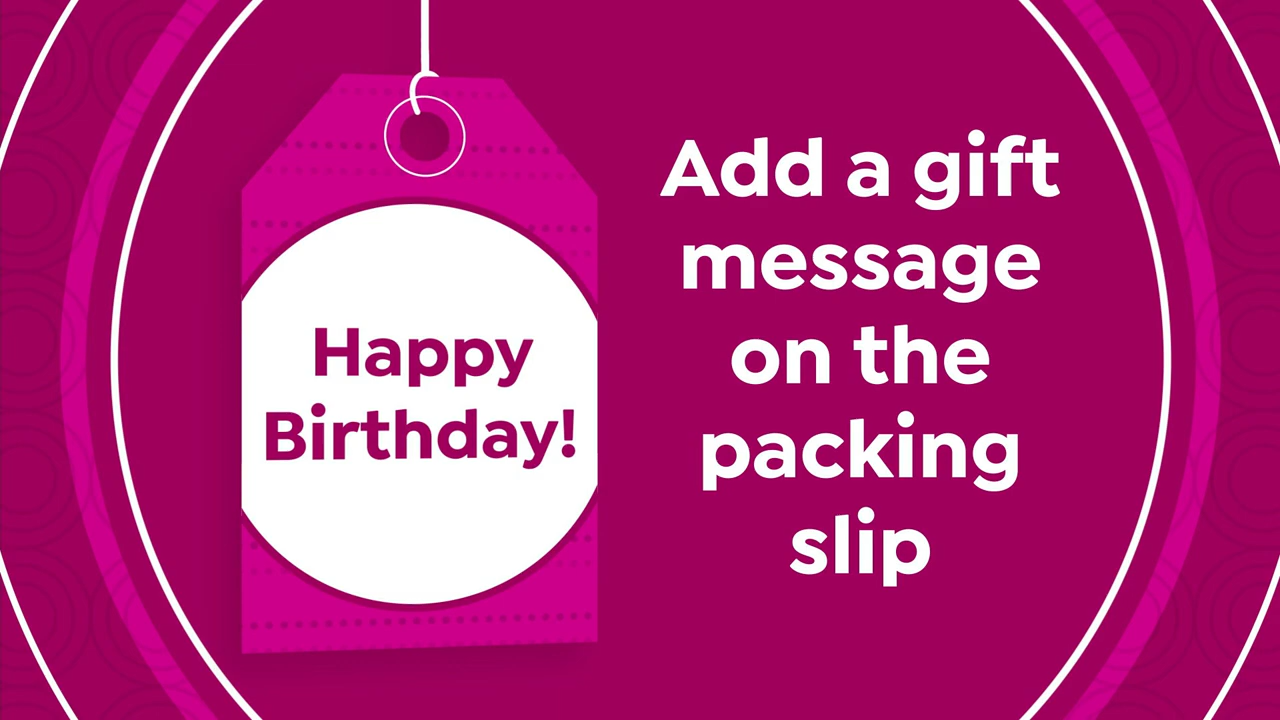 Happy
Birthday!
Add a gift
message
on the
packing
slip